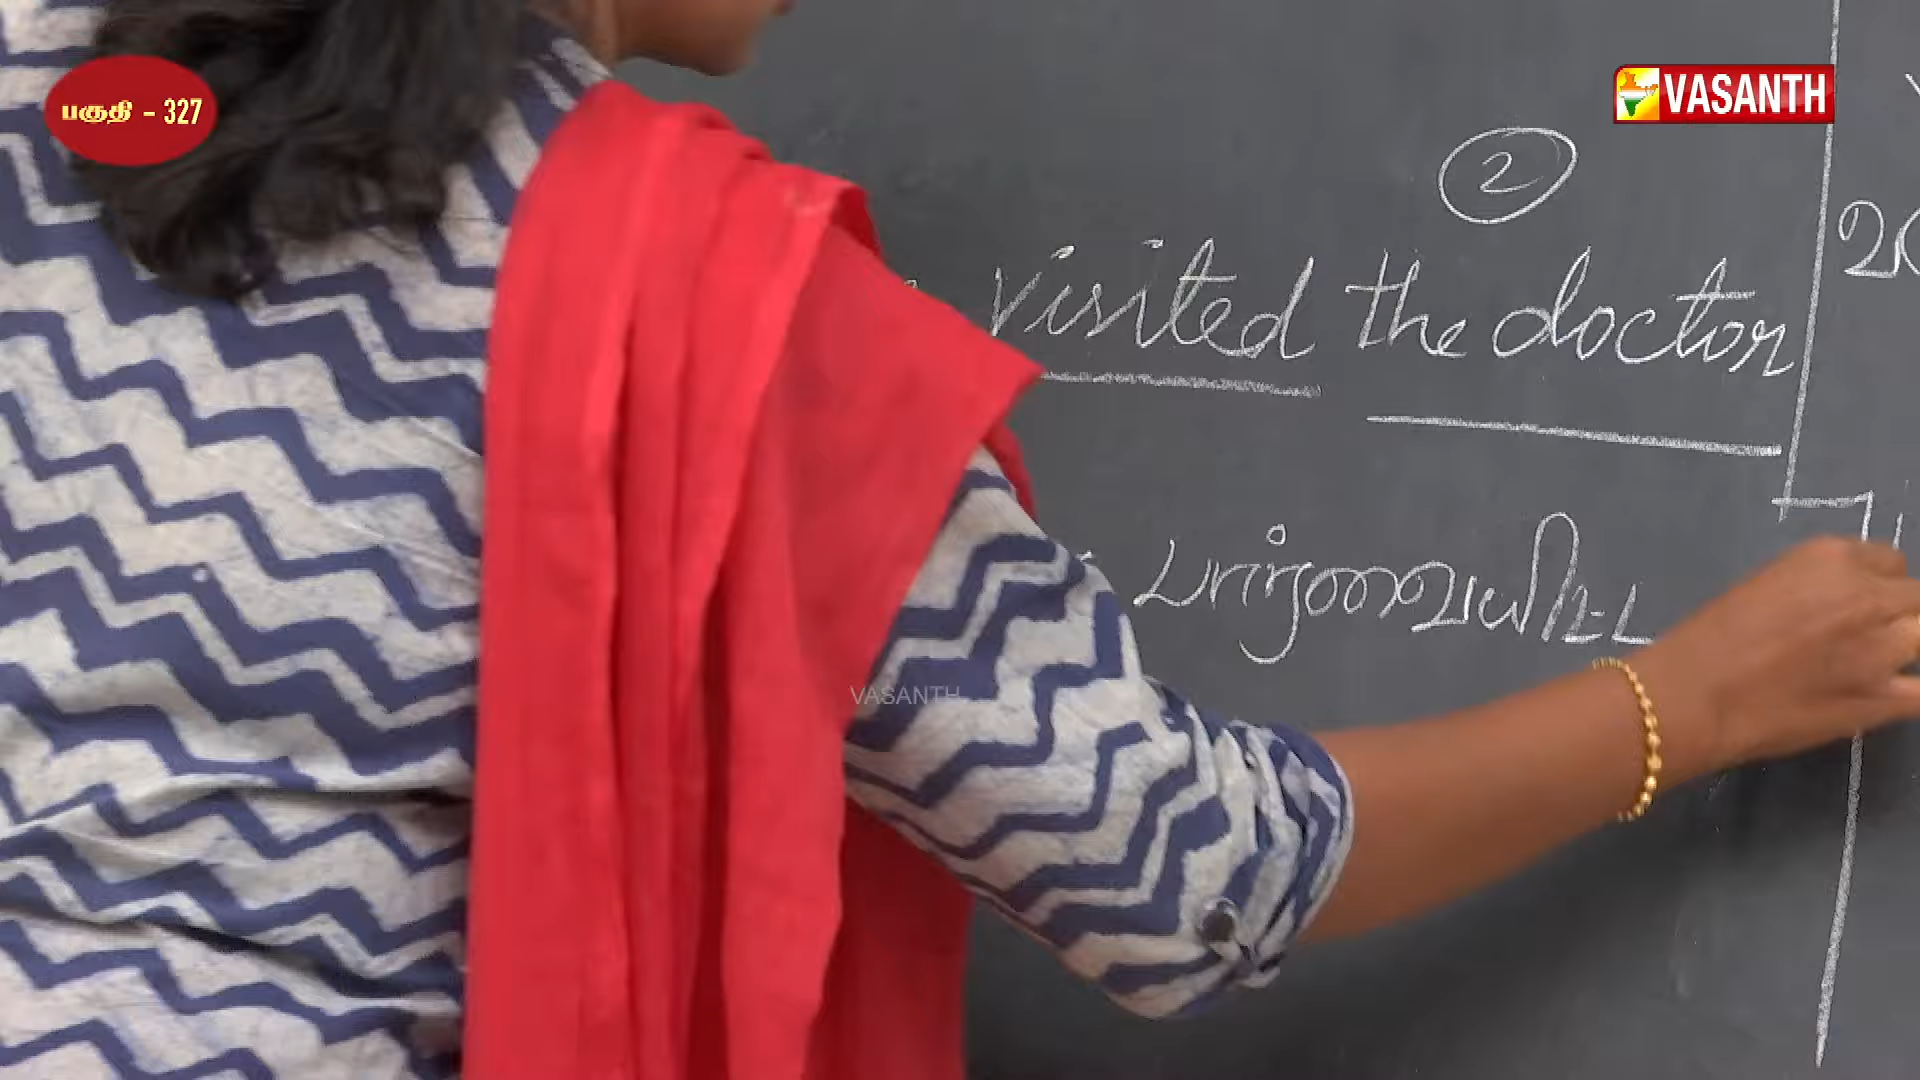 பகுதி - 327
VASANTH
2
visited the doctor
பார்வையிட்ட
VASANTH